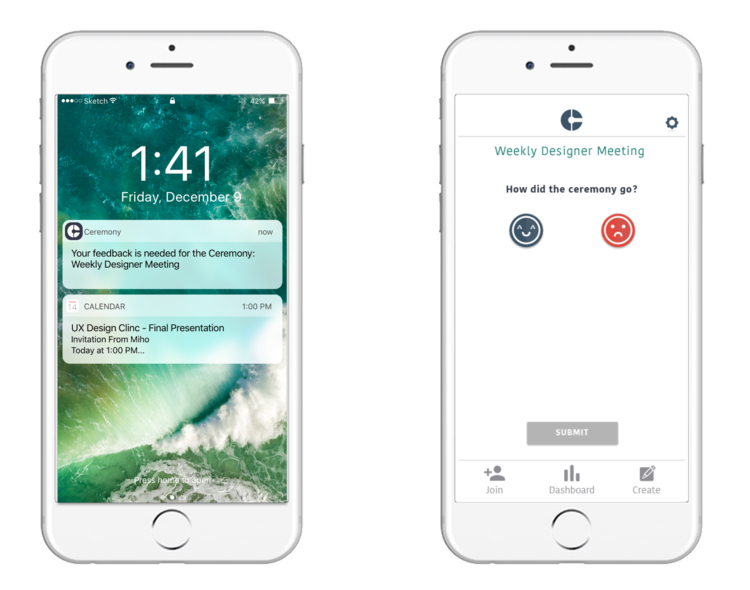 Sketch 42%
1:41
Friday, December 9
Ceremony now
Your feedback is needed for the Ceremony:
Weekly Designer Meeting
14 CALENDAR 1:00 PM
UX Design Clinc - Final Presentation
Invitation From Miho
Today at 1:00 PM...
Press home to open
Weekly Designer Meeting
How did the ceremony go?
SUBMIT
Join Dashboard Create